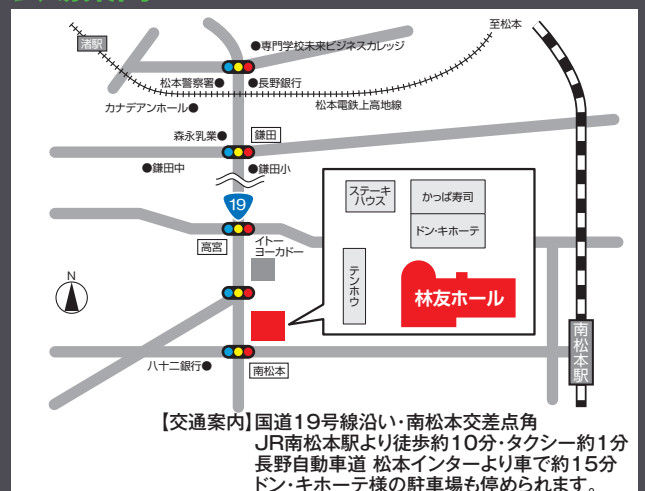 至松本
渚駅
●専門学校未来ビジネスカレッジ
松本警察署●
●長野銀行
松本電鉄上高地線
カナデアンホール●
森永乳業●
鎌田
●鎌田中
●鎌田小
19
高宮
イトー
ヨーカドー
ステーキ
ハウス
かっぱ寿司
ドン・キホーテ
テンホウ
林友ホール
N
八十二銀行●
南松本
南松本駅
【交通案内】国道19号線沿い・南松本交差点角
JR南松本駅より徒歩約10分・タクシー約1分
長野自動車道 松本インターより車で約15分
ドン・キホーテ様の駐車場も停められます。